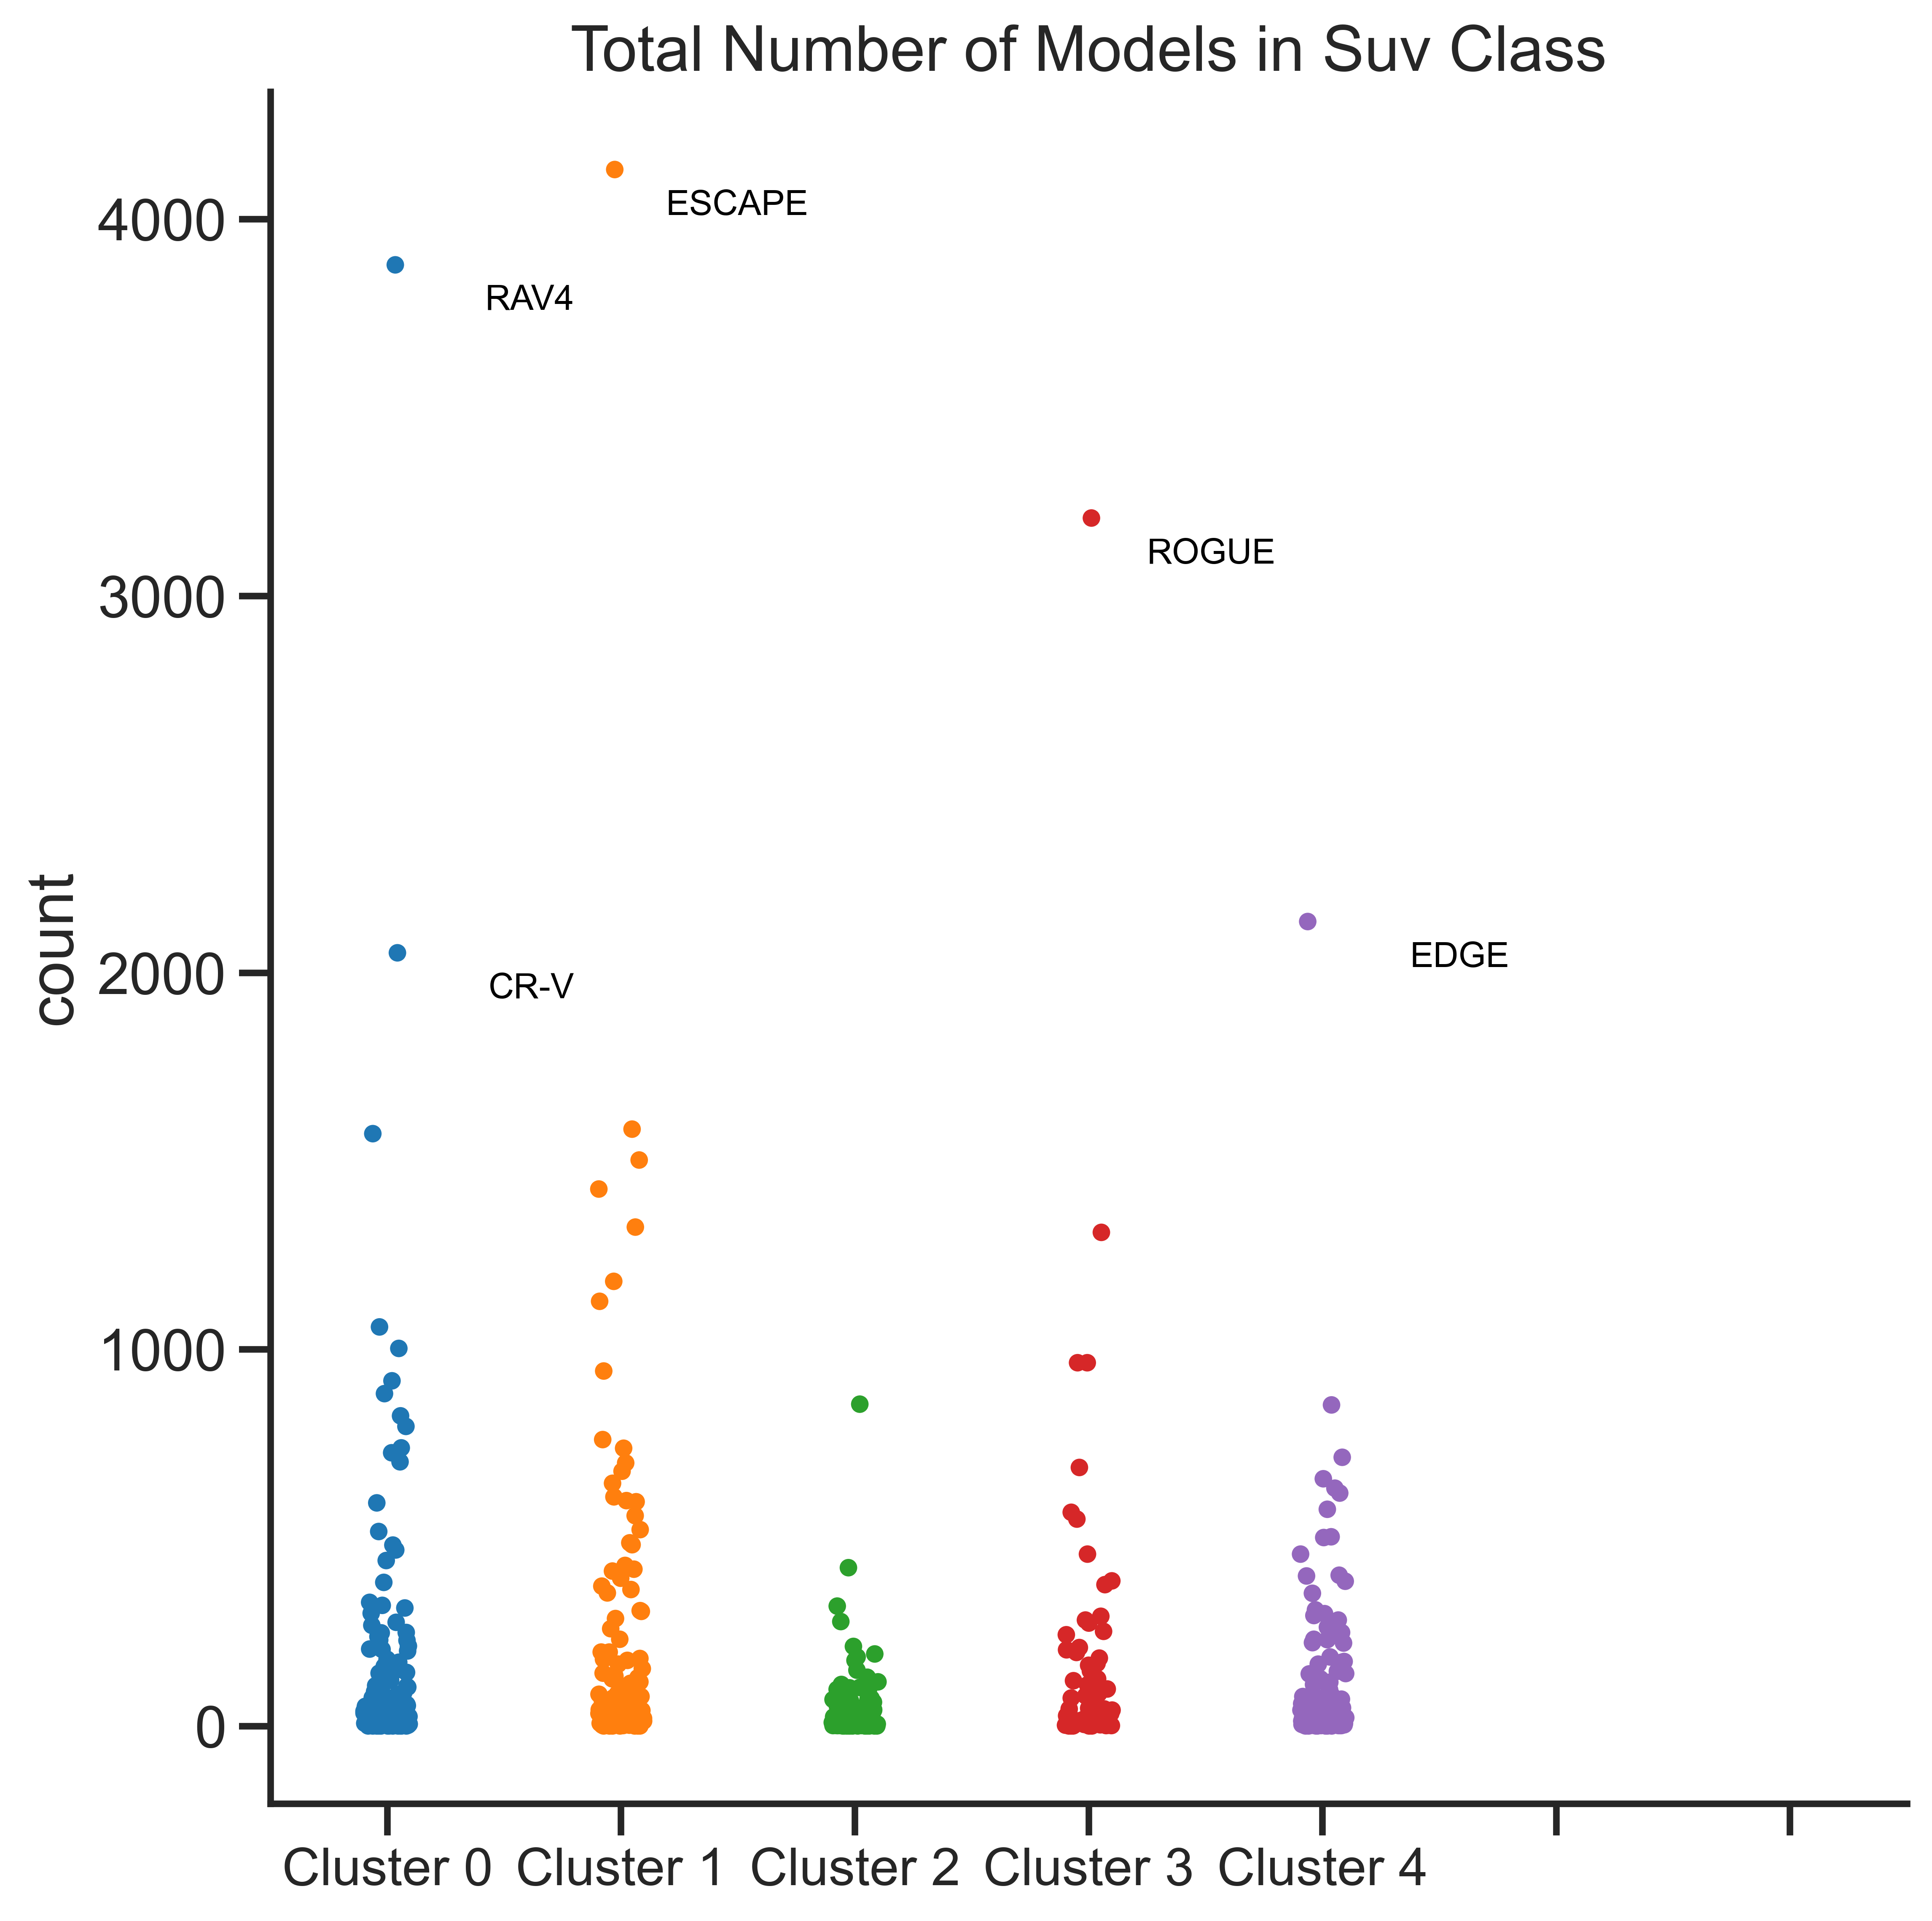 Total Number of Models in Suv Class
count
4000
3000
2000
1000
0
ESCAPE
RAV4
ROGUE
EDGE
CR-V
Cluster 0 Cluster 1 Cluster 2 Cluster 3 Cluster 4